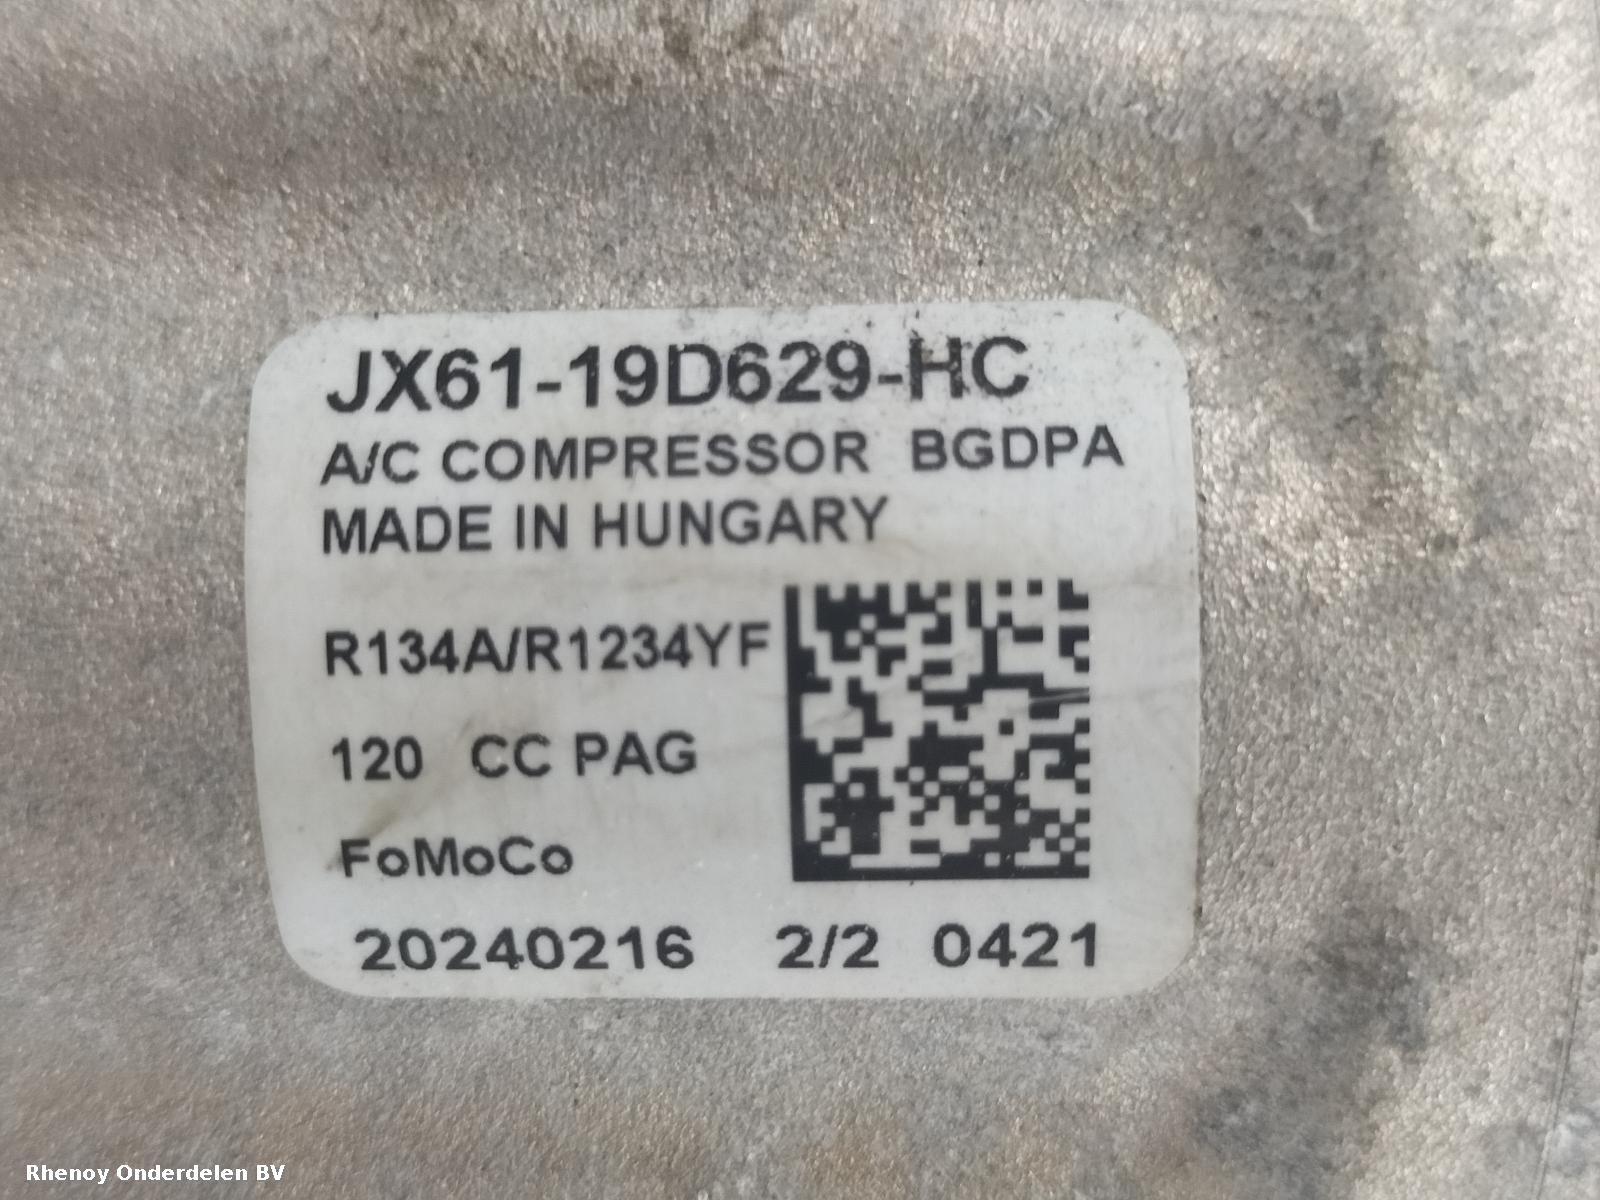 JX61-19D629-HC
A/C COMPRESSOR BGDPA
MADE IN HUNGARY
R134A/R1234YF
120 CC PAG
FoMoCo
20240216 2/2 0421
Rhenoy Onderdelen BV